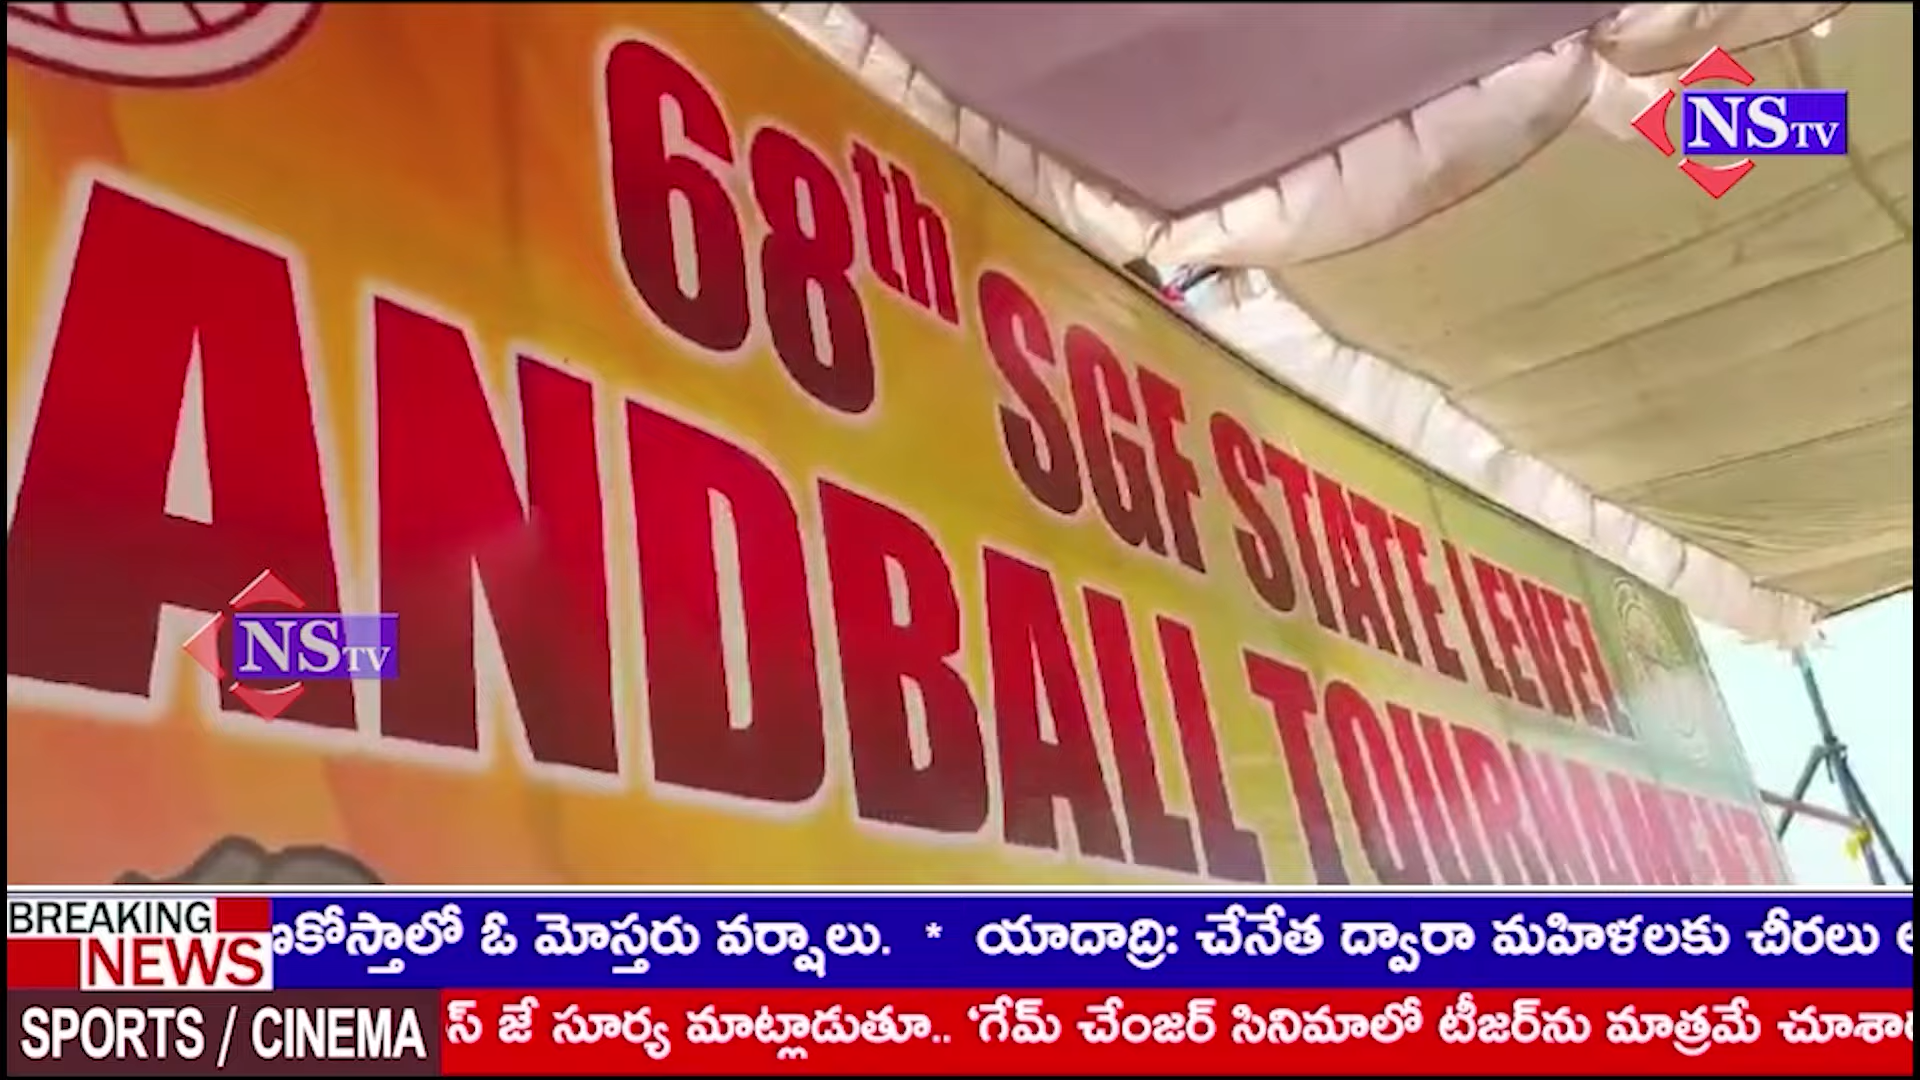 68th SGF STATE LEVEL
ANDBALL TOURNAMENT
NSTV
NSTV
BREAKING NEWS
ణకోస్తాలో ఓ మోస్తరు వర్షాలు. * యాదాద్రి: చేనేత ద్వారా మహిళలకు చీరలు
SPORTS / CINEMA
స్ జే సూర్య మాట్లాడుతూ.. ‘గేమ్ చేంజర్ సినిమాలో టీజర్‌ను మాత్రమే చూశా